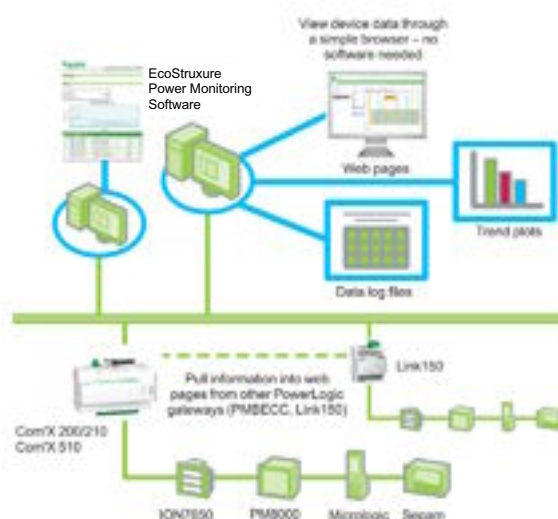 View device data through
a simple browser – no
software needed
EcoStruxure
Power Monitoring
Software
Web pages
Trend plots
Data log files
Pull information into web
pages from other PowerLogic
gateways (PMBECC, Link150)
Link150
Com'X 200/210
Com'X 510
ION7650
PM8000
Micrologic
Sepam